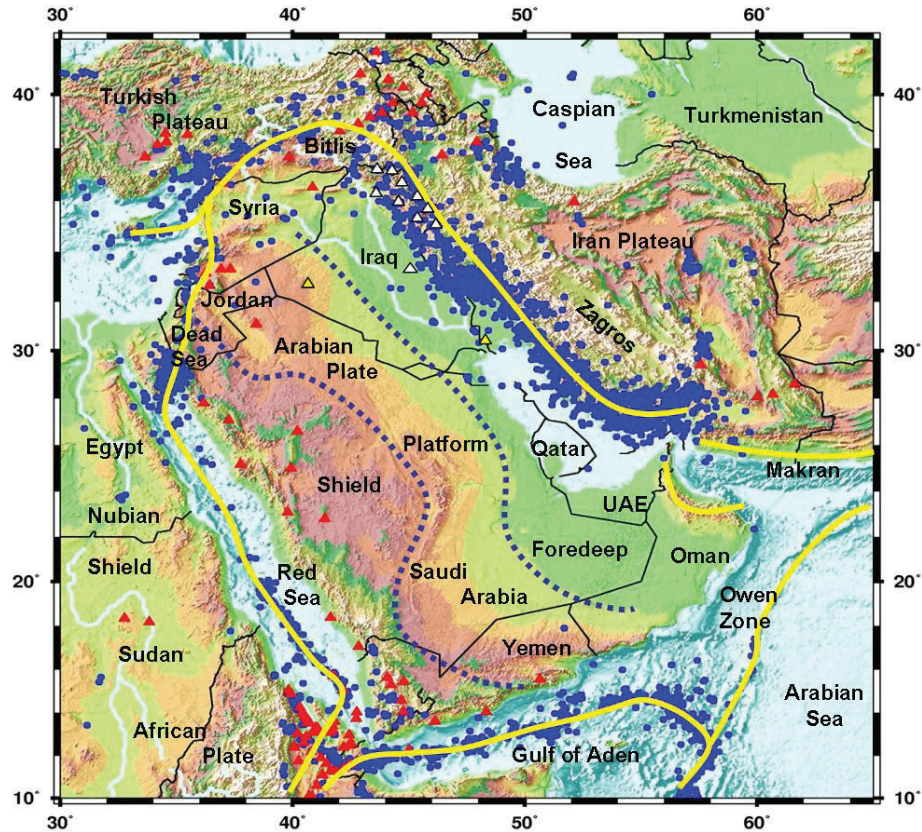 30˚ 40˚ 50˚ 60˚
40˚ 40˚
Turkish
Plateau
Caspian
Sea
Turkmenistan
Bitlis
Syria
Iran Plateau
Iraq
Zagros
Jordan
30˚ 30˚
Dead
Sea
Arabian
Plate
Egypt
Platform
Qatar
Makran
Shield
UAE
Nubian
Shield
Foredeep
Oman
20˚ 20˚
Red
Sea
Saudi
Arabia
Owen
Zone
Sudan
Yemen
Arabian
Sea
African
Plate
Gulf of Aden
10˚ 10˚
30˚ 40˚ 50˚ 60˚